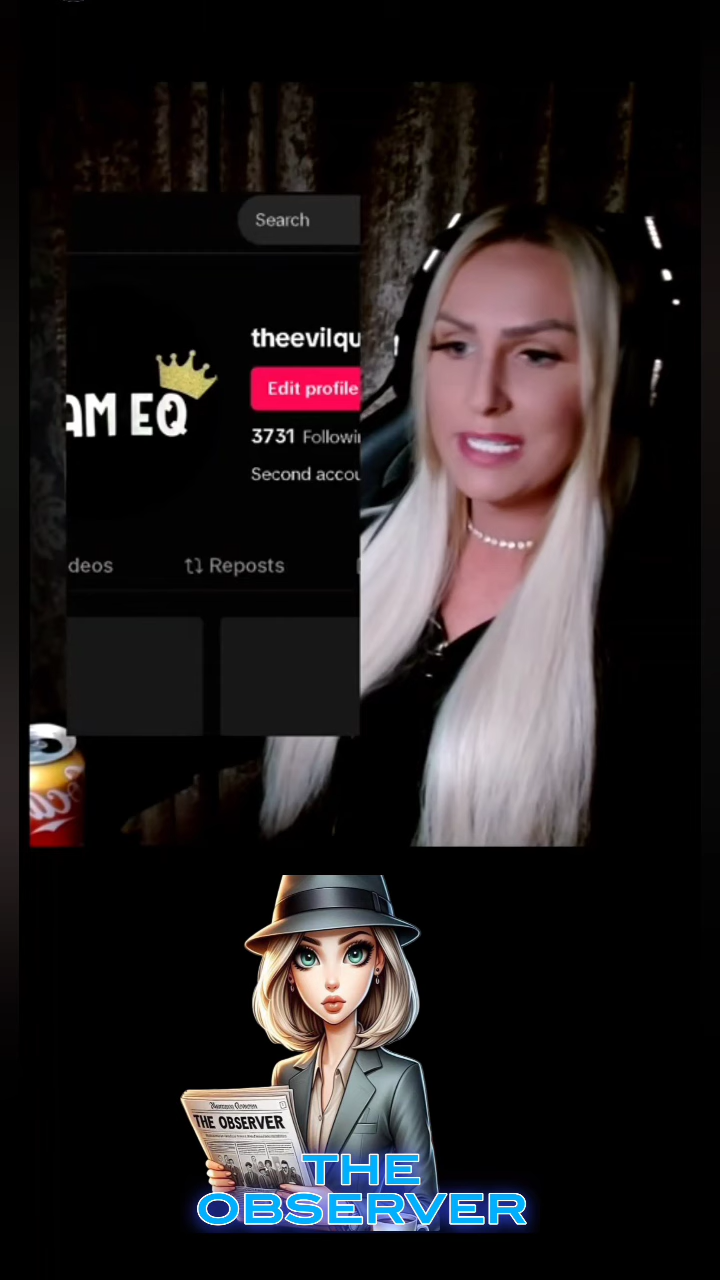 Search
theevilqu
AM EQ
Edit profile
3731 Followi
Second accou
deos
Reposts
THE OBSERVER
THE
OBSERVER